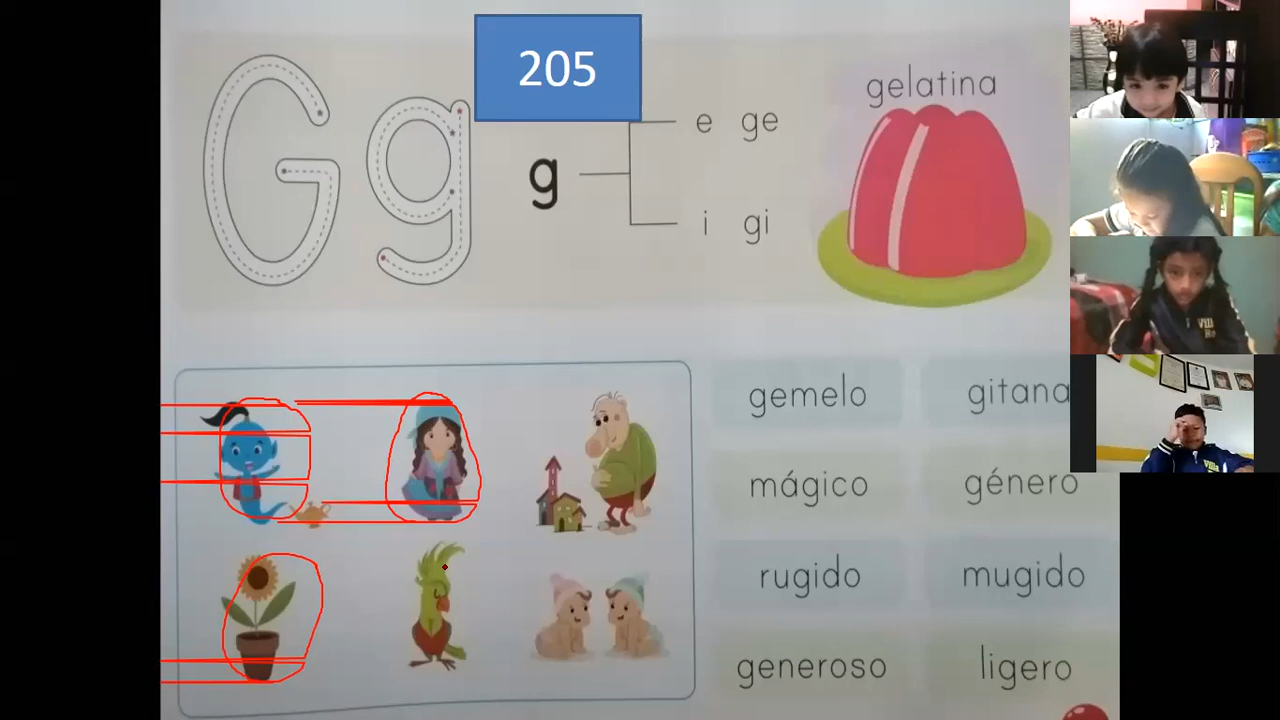 205
Gg
gelatina
g
e ge
i gi
gemelo
gitana
mágico
género
rugido
mugido
generoso
ligero